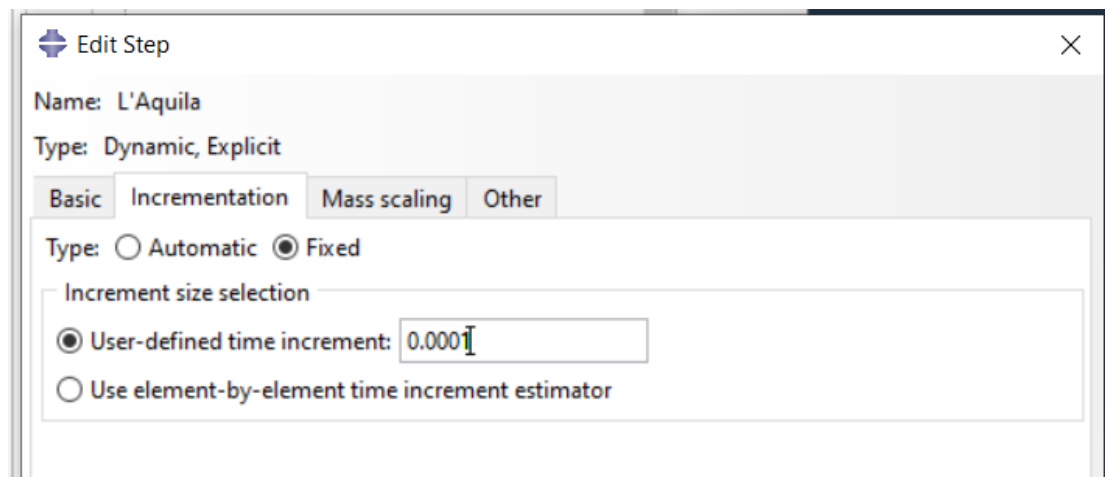 Edit Step
Name: L'Aquila
Type: Dynamic, Explicit
Basic Incrementation Mass scaling Other
Type: Automatic Fixed
Increment size selection
User-defined time increment: 0.0001
Use element-by-element time increment estimator